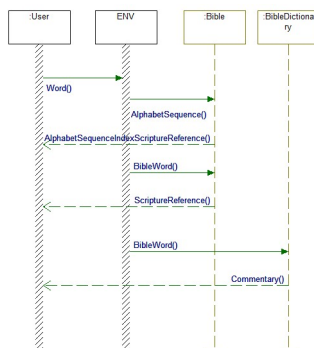 :User
ENV
:Bible
:BibleDictiona
ry
Word()
AlphabetSequence()
AlphabetSequenceIndexScriptureReference()
BibleWord()
ScriptureReference()
BibleWord()
Commentary()